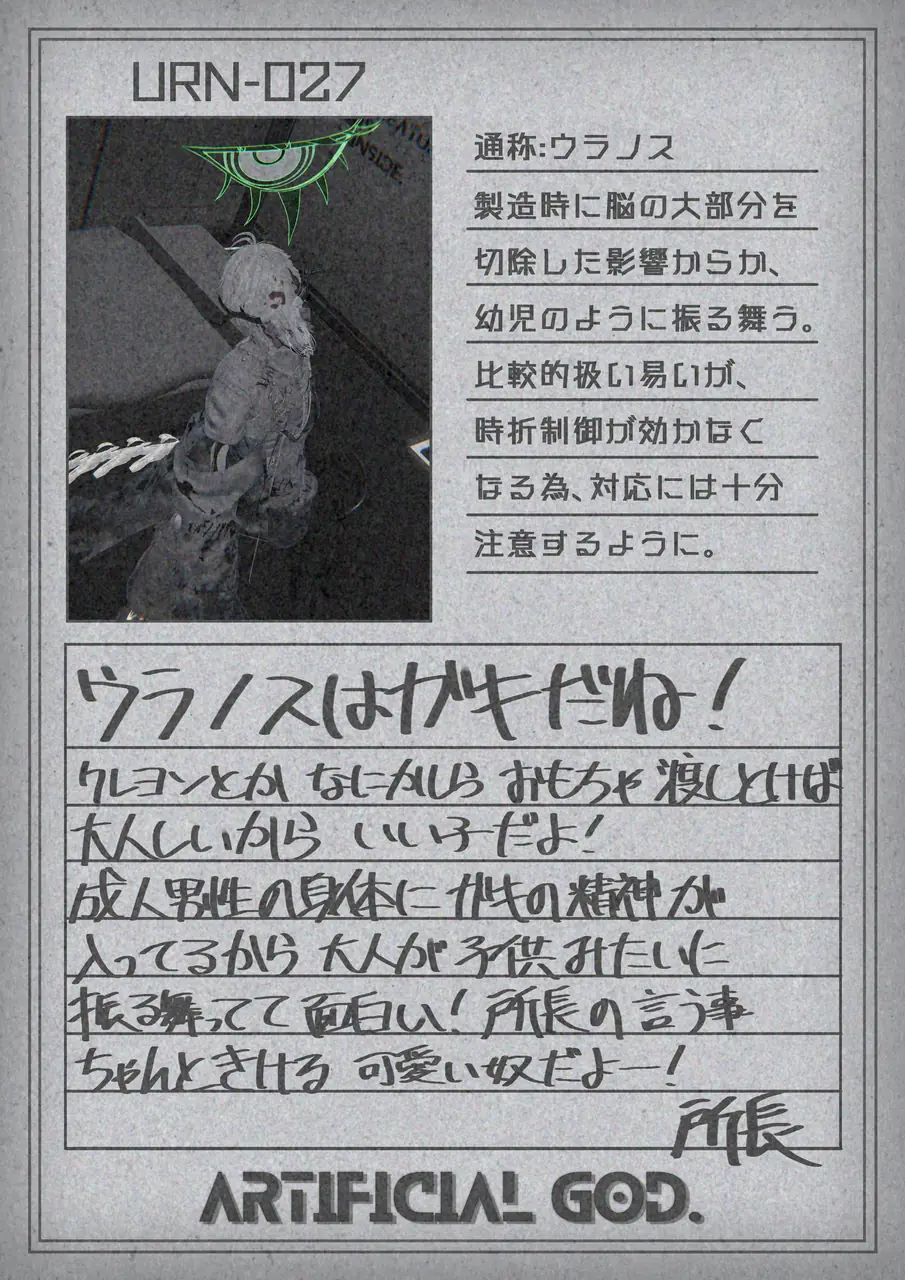 URN-027
通称:ウラノス
製造時に脳の大部分を
切除した影響からか、
幼児のように振る舞う。
比較的扱い易いが、
時折制御が効かなく
なる為、対応には十分
注意するように。
ウラノスはガキだね！
クレヨンとか なにかしら おもちゃ 渡しとけば
大人しいから いい子だよ！
成人男性の身体に ガキの精神が
入ってるから 大人が 子供みたいに
振る舞ってて 面白い！ 所長の言う事
ちゃんときける 可愛い奴だよー！
所長
ARTIFICIAL GOD.